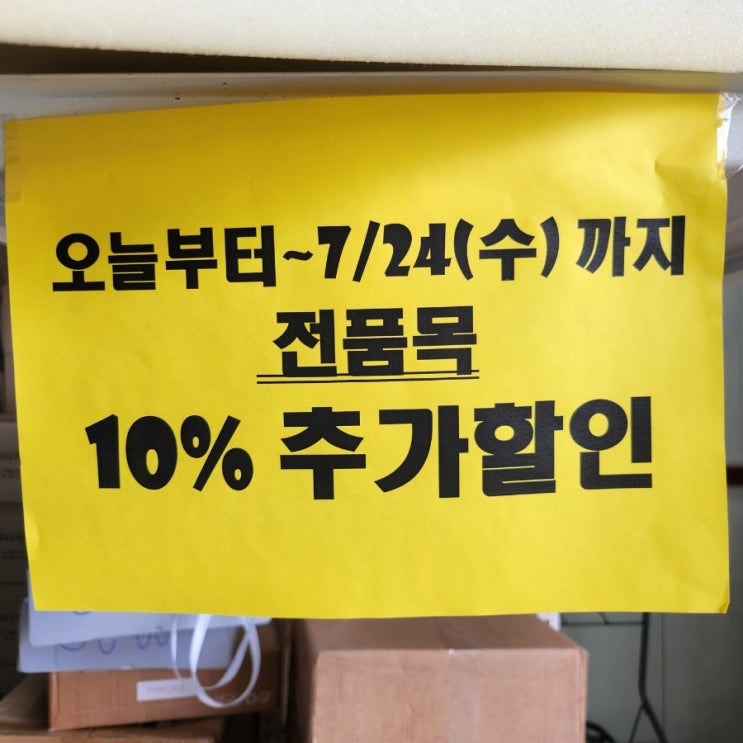 오늘부터~7/24(수) 까지
전품목
10% 추가할인